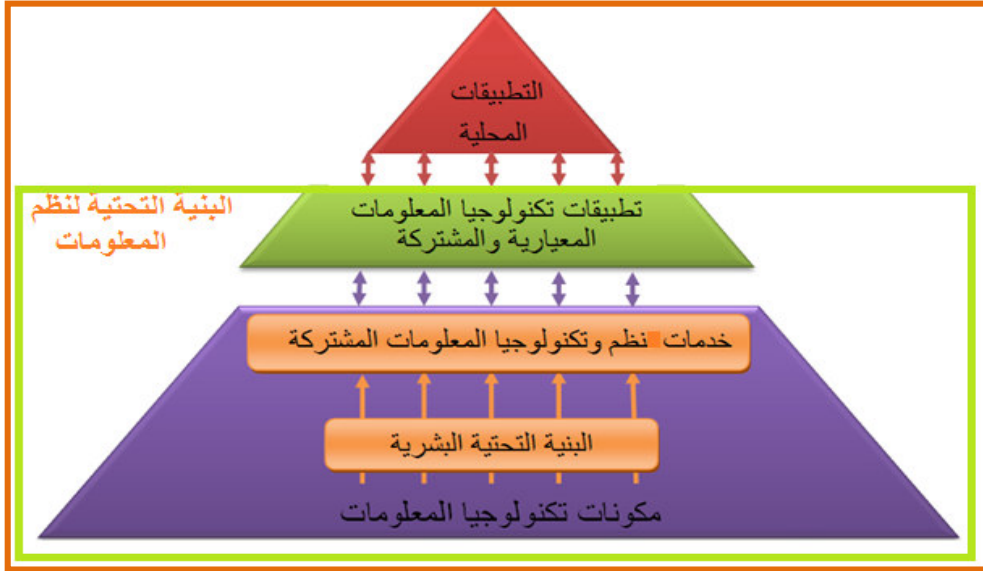 التطبيقات
المحلية
البنية التحتية لنظم
المعلومات
تطبيقات تكنولوجيا المعلومات
المعيارية والمشتركة
خدمات نظم وتكنولوجيا المعلومات المشتركة
البنية التحتية البشرية
مكونات تكنولوجيا المعلومات